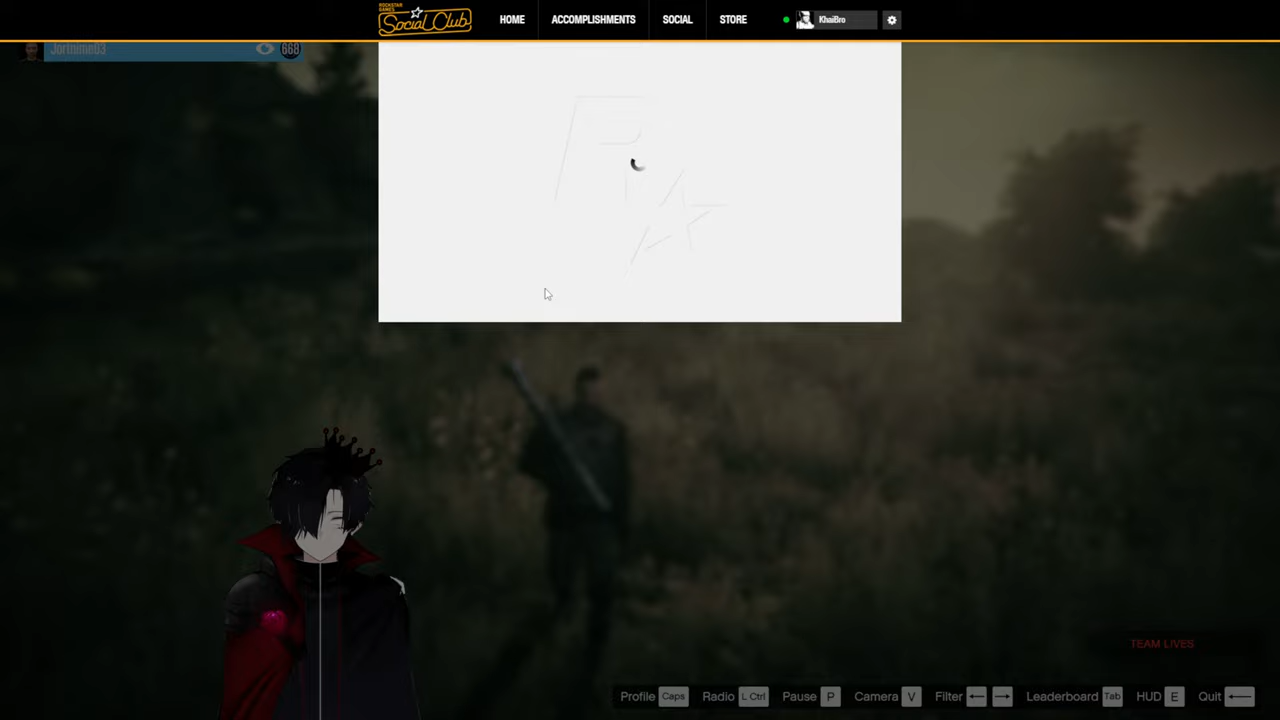 ROCKSTAR GAMES
Social Club
HOME
ACCOMPLISHMENTS
SOCIAL
STORE
KhaiBro
668
TEAM LIVES
Profile Caps Radio L Ctrl Pause P Camera V Filter ← → Leaderboard Tab HUD E Quit ←